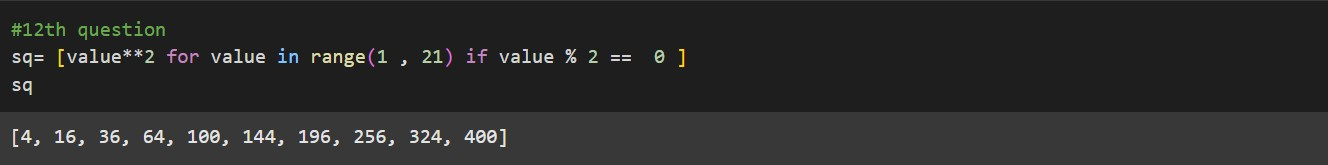 #12th question
sq= [value**2 for value in range(1 , 21) if value % 2 ==  0 ]
sq
[4, 16, 36, 64, 100, 144, 196, 256, 324, 400]